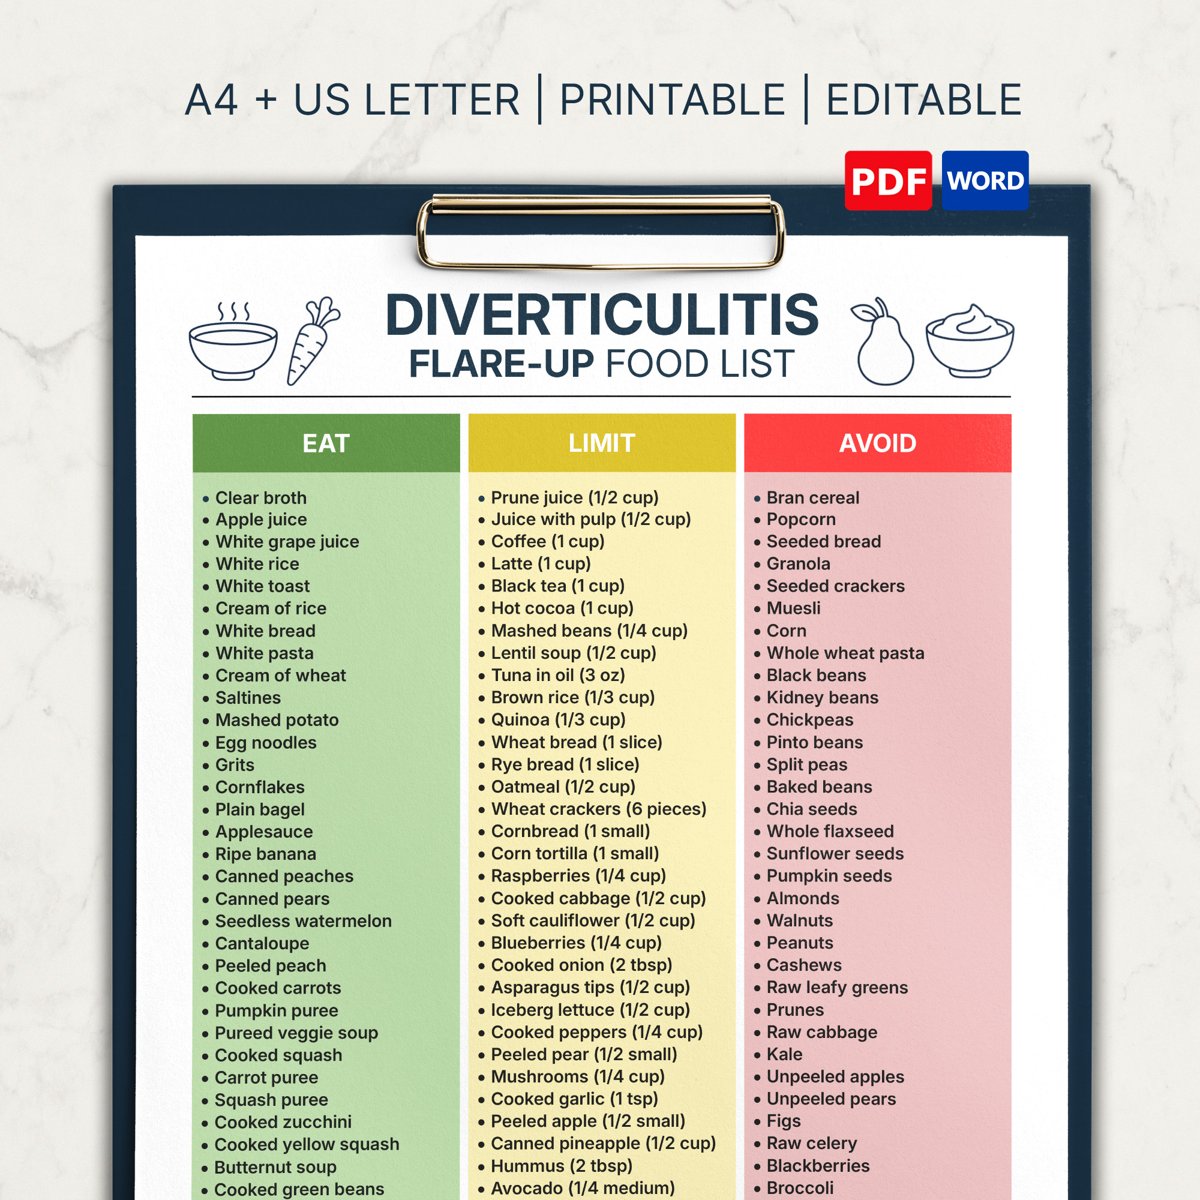 A4 + US LETTER | PRINTABLE | EDITABLE
PDF WORD
DIVERTICULITIS
FLARE-UP FOOD LIST
EAT
• Clear broth
• Apple juice
• White grape juice
• White rice
• White toast
• Cream of rice
• White bread
• White pasta
• Cream of wheat
• Saltines
• Mashed potato
• Egg noodles
• Grits
• Cornflakes
• Plain bagel
• Applesauce
• Ripe banana
• Canned peaches
• Canned pears
• Seedless watermelon
• Cantaloupe
• Peeled peach
• Cooked carrots
• Pumpkin puree
• Pureed veggie soup
• Cooked squash
• Carrot puree
• Squash puree
• Cooked zucchini
• Cooked yellow squash
• Butternut soup
• Cooked green beans
LIMIT
• Prune juice (1/2 cup)
• Juice with pulp (1/2 cup)
• Coffee (1 cup)
• Latte (1 cup)
• Black tea (1 cup)
• Hot cocoa (1 cup)
• Mashed beans (1/4 cup)
• Lentil soup (1/2 cup)
• Tuna in oil (3 oz)
• Brown rice (1/3 cup)
• Quinoa (1/3 cup)
• Wheat bread (1 slice)
• Rye bread (1 slice)
• Oatmeal (1/2 cup)
• Wheat crackers (6 pieces)
• Cornbread (1 small)
• Corn tortilla (1 small)
• Raspberries (1/4 cup)
• Cooked cabbage (1/2 cup)
• Soft cauliflower (1/2 cup)
• Blueberries (1/4 cup)
• Cooked onion (2 tbsp)
• Asparagus tips (1/2 cup)
• Iceberg lettuce (1/2 cup)
• Cooked peppers (1/4 cup)
• Peeled pear (1/2 small)
• Mushrooms (1/4 cup)
• Cooked garlic (1 tsp)
• Peeled apple (1/2 small)
• Canned pineapple (1/2 cup)
• Hummus (2 tbsp)
• Avocado (1/4 medium)
AVOID
• Bran cereal
• Popcorn
• Seeded bread
• Granola
• Seeded crackers
• Muesli
• Corn
• Whole wheat pasta
• Black beans
• Kidney beans
• Chickpeas
• Pinto beans
• Split peas
• Baked beans
• Chia seeds
• Whole flaxseed
• Sunflower seeds
• Pumpkin seeds
• Almonds
• Walnuts
• Peanuts
• Cashews
• Raw leafy greens
• Prunes
• Raw cabbage
• Kale
• Unpeeled apples
• Unpeeled pears
• Figs
• Raw celery
• Blackberries
• Broccoli